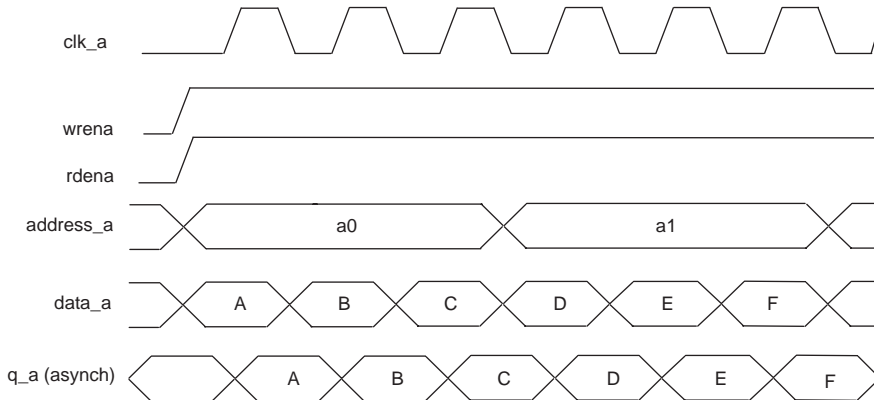 clk_a
wrena
rdena
address_a a0 a1
data_a A B C D E F
q_a (asynch) A B C D E F